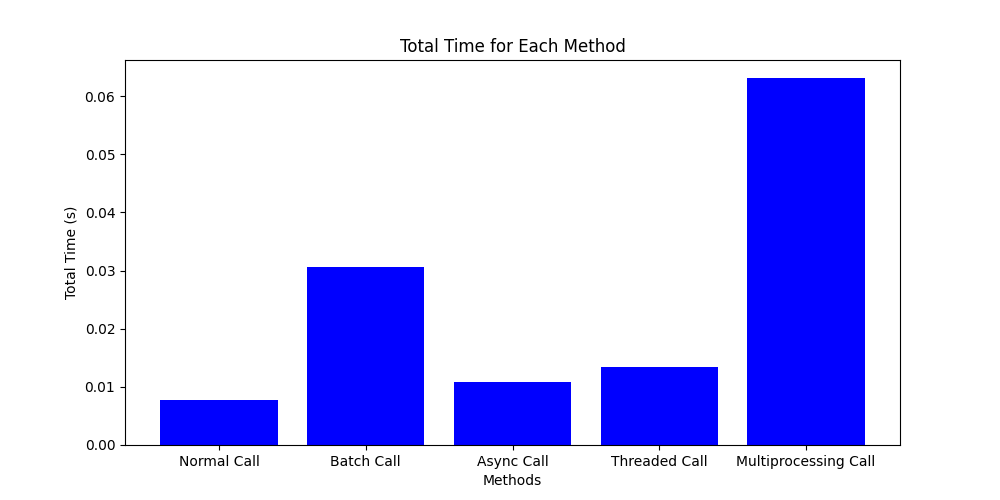 Total Time for Each Method
Total Time (s)
0.06
0.05
0.04
0.03
0.02
0.01
0.00
Normal Call
Batch Call
Async Call
Threaded Call
Multiprocessing Call
Methods